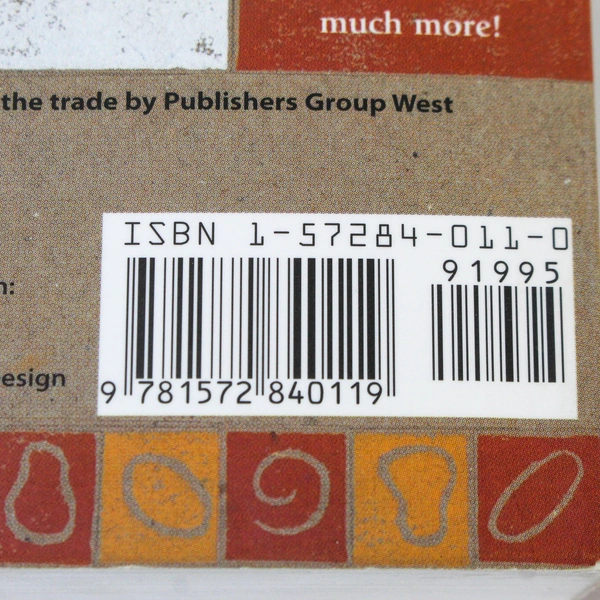 much more!
the trade by Publishers Group West
ISBN 1-57284-011-0
91995
n:
esign
9 781572 840119